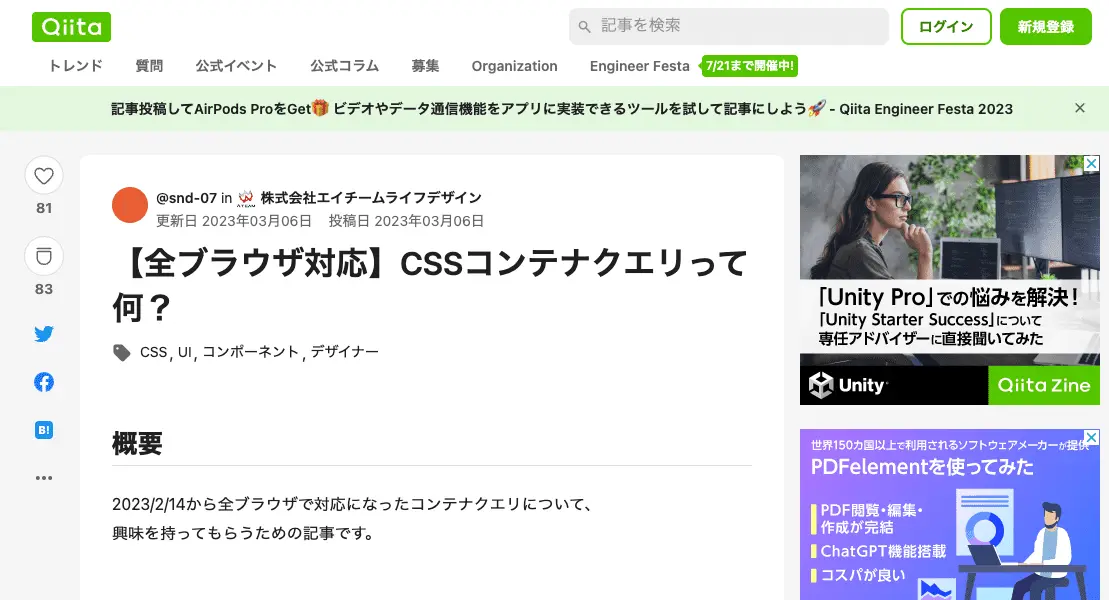 Qiita
記事を検索
ログイン
新規登録
トレンド
質問
公式イベント
公式コラム
募集
Organization
Engineer Festa
7/21まで開催中!
記事投稿してAirPods ProをGet🎁 ビデオやデータ通信機能をアプリに実装できるツールを試して記事にしよう🚀 - Qiita Engineer Festa 2023
81
83
B!
@snd-07 in 株式会社エイチームライフデザイン
更新日 2023年03月06日 投稿日 2023年03月06日
【全ブラウザ対応】CSSコンテナクエリって
何？
CSS, UI, コンポーネント, デザイナー
概要
2023/2/14から全ブラウザで対応になったコンテナクエリについて、
興味を持ってもらうための記事です。
「Unity Pro」での悩みを解決！
「Unity Starter Success」について
専任アドバイザーに直接聞いてみた
Unity
Qiita Zine
世界150カ国以上で利用されるソフトウェアメーカーが提供
PDFelementを使ってみた
PDF閲覧・編集・
作成が完結
ChatGPT機能搭載
コスパが良い